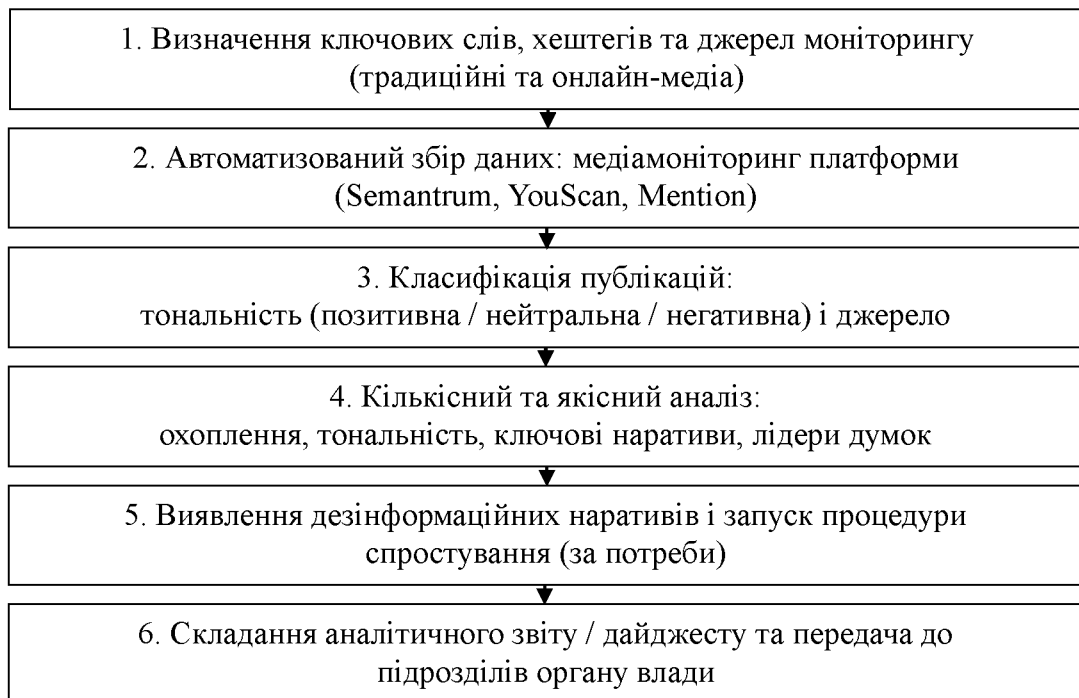 1. Визначення ключових слів, хештегів та джерел моніторингу
(традиційні та онлайн-медіа)
2. Автоматизований збір даних: медіамоніторинг платформи
(Semantrum, YouScan, Mention)
3. Класифікація публікацій:
тональність (позитивна / нейтральна / негативна) і джерело
4. Кількісний та якісний аналіз:
охоплення, тональність, ключові наративи, лідери думок
5. Виявлення дезінформаційних наративів і запуск процедури
спростування (за потреби)
6. Складання аналітичного звіту / дайджесту та передача до
підрозділів органу влади